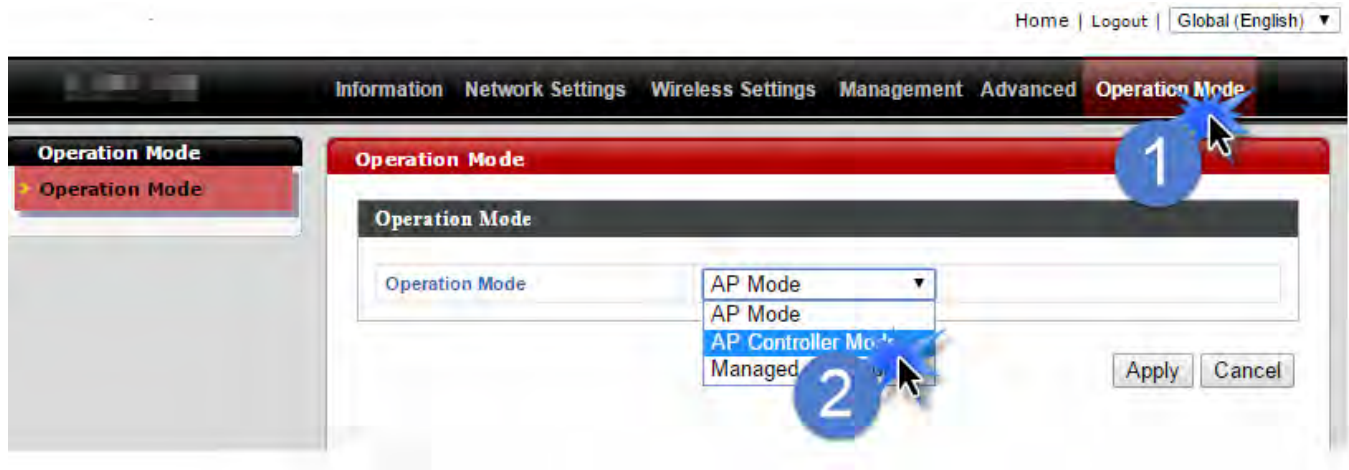 Home | Logout | Global (English) ▼
Information Network Settings Wireless Settings Management Advanced Operation Mode
1
Operation Mode
Operation Mode
Operation Mode
Operation Mode
Operation Mode AP Mode ▼
AP Mode
AP Controller Mode
Managed
2
Apply Cancel